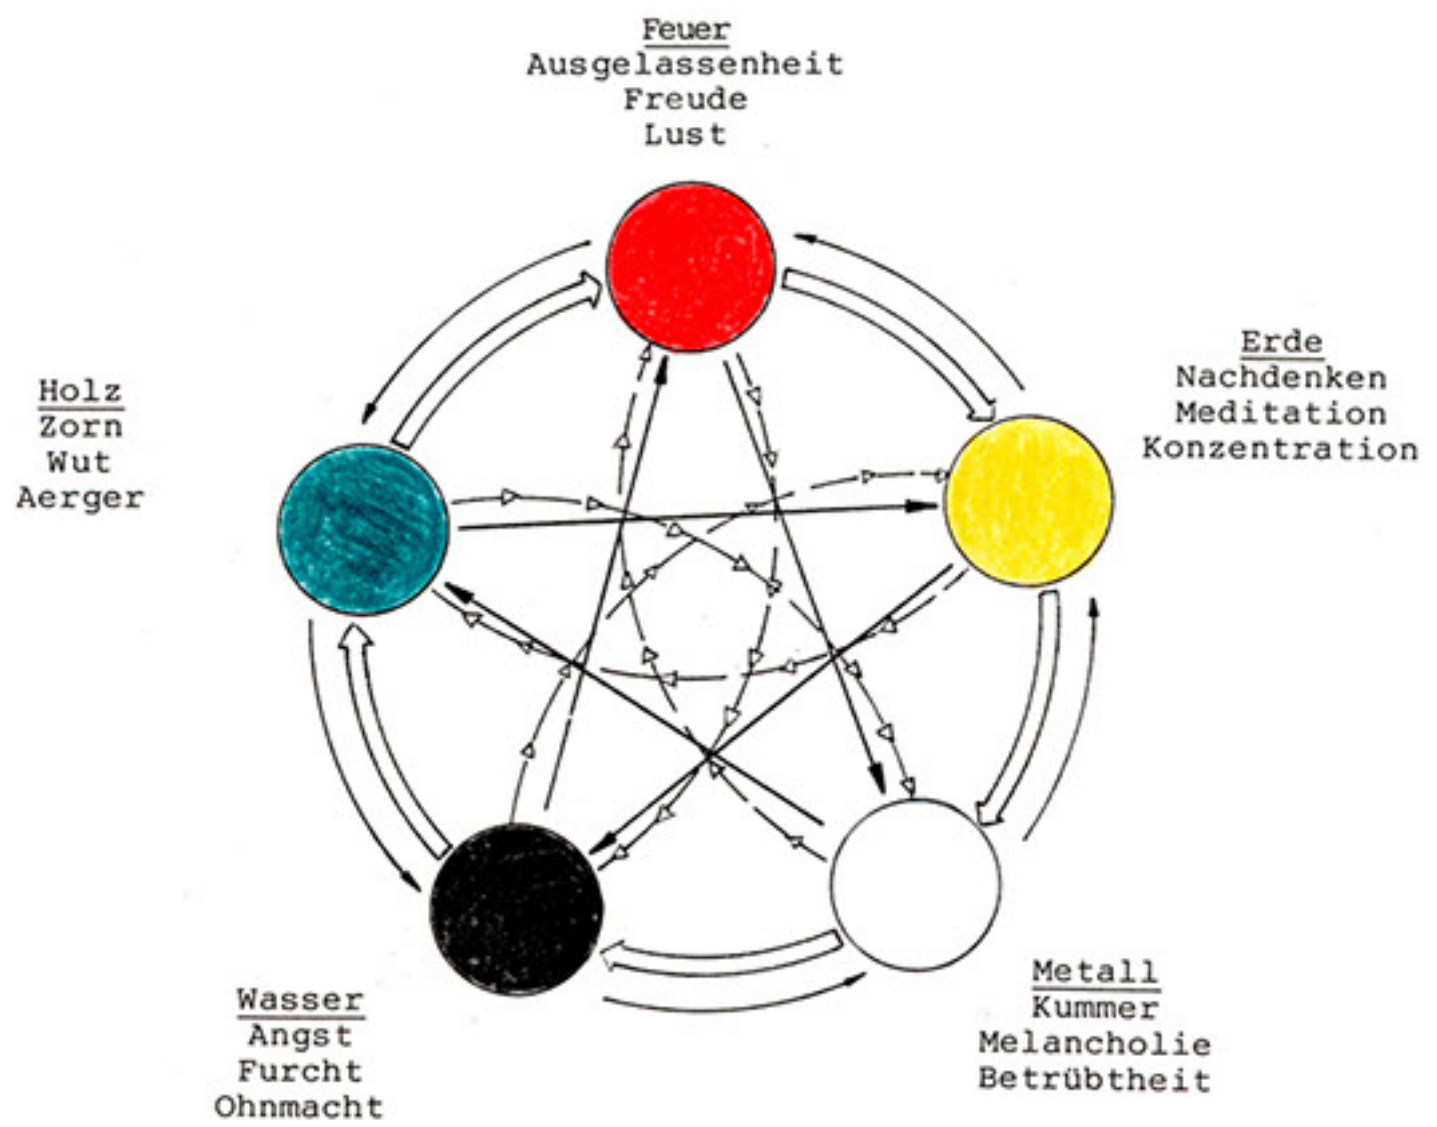 Feuer
Ausgelassenheit
Freude
Lust
Erde
Nachdenken
Meditation
Konzentration
Holz
Zorn
Wut
Aerger
Metall
Kummer
Melancholie
Betrübtheit
Wasser
Angst
Furcht
Ohnmacht